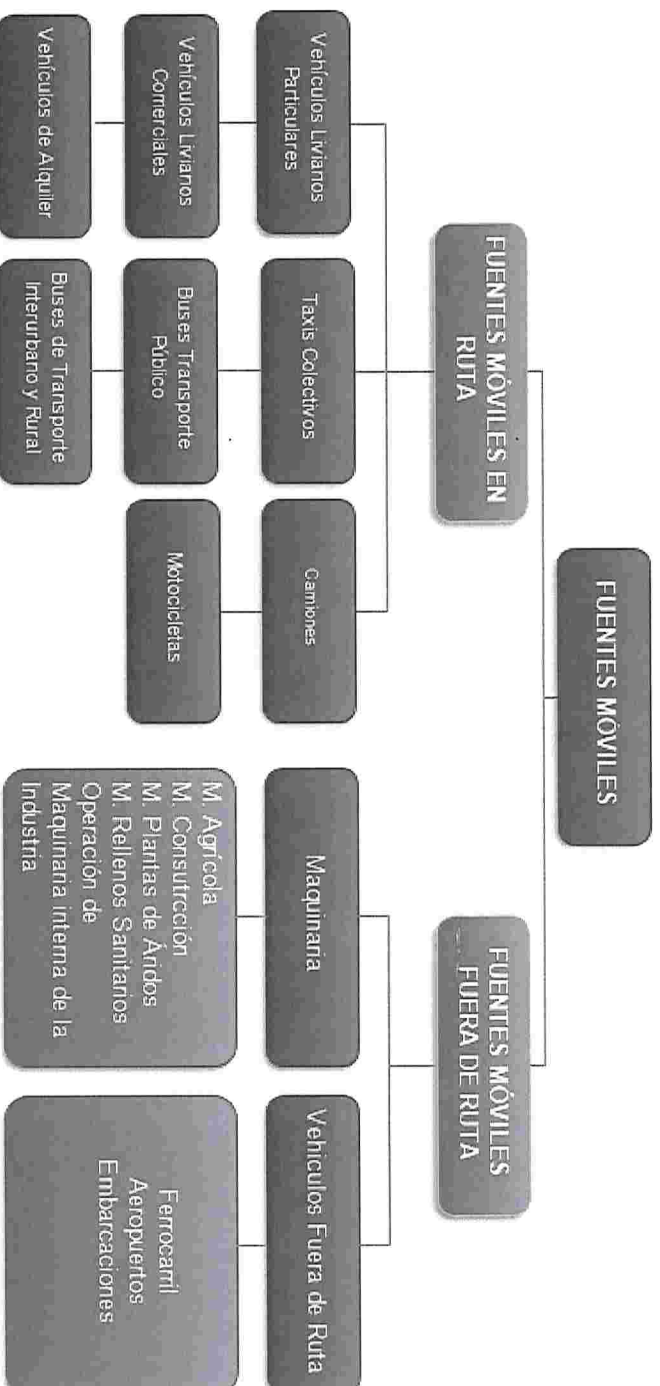 FUENTES MÓVILES
FUENTES MÓVILES EN
RUTA
FUENTES MÓVILES
FUERA DE RUTA
Vehículos Livianos
Particulares
Taxis Colectivos
Camiones
Vehículos Livianos
Comerciales
Buses Transporte
Público
Motocicletas
Vehículos de Alquiler
Buses de Transporte
Interurbano y Rural
Maquinaria
Vehiculos Fuera de Ruta
M. Agrícola
M. Consutrcción
M. Plantas de Áridos
M. Rellenos Sanitarios
Operación de
Maquinaria interna de la
Industria
Ferrocarril
Aeropuertos
Embarcaciones